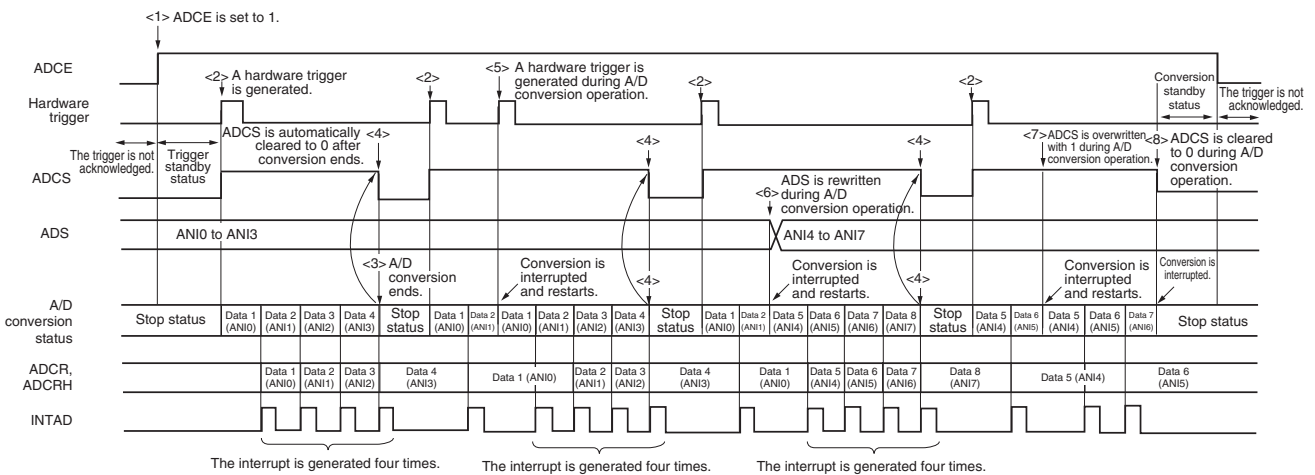 <1> ADCE is set to 1.
ADCE
<2> A hardware trigger
is generated.
<2>
<5> A hardware trigger is
generated during A/D
conversion operation.
<2>
<2>
Conversion
standby
status
The trigger is not
acknowledged.
Hardware
trigger
The trigger is not
acknowledged.
Trigger
standby
status
ADCS is automatically
cleared to 0 after
conversion ends.
<4>
<4>
<4>
<7> ADCS is overwritten
with 1 during A/D
conversion operation.
<8> ADCS is cleared
to 0 during A/D
conversion
operation.
ADCS
<6> ADS is rewritten
during A/D
conversion operation.
ADS
ANI0 to ANI3
ANI4 to ANI7
<3> A/D
conversion
ends.
Conversion is
interrupted
and restarts.
<4>
Conversion is
interrupted
and restarts.
<4>
Conversion is
interrupted
and restarts.
Conversion is
interrupted.
A/D
conversion
status
Stop status
Data 1
(ANI0)
Data 2
(ANI1)
Data 3
(ANI2)
Data 4
(ANI3)
Stop
status
Data 1
(ANI0)
Data 2
(ANI1)
Data 1
(ANI0)
Data 2
(ANI1)
Data 3
(ANI2)
Data 4
(ANI3)
Stop
status
Data 1
(ANI0)
Data 2
(ANI1)
Data 5
(ANI4)
Data 6
(ANI5)
Data 7
(ANI6)
Data 8
(ANI7)
Stop
status
Data 5
(ANI4)
Data 6
(ANI5)
Data 5
(ANI4)
Data 6
(ANI5)
Data 7
(ANI6)
Stop status
ADCR,
ADCRH
Data 1
(ANI0)
Data 2
(ANI1)
Data 3
(ANI2)
Data 4
(ANI3)
Data 1 (ANI0)
Data 2
(ANI1)
Data 3
(ANI2)
Data 4
(ANI3)
Data 1
(ANI0)
Data 5
(ANI4)
Data 6
(ANI5)
Data 7
(ANI6)
Data 8
(ANI7)
Data 5 (ANI4)
Data 6
(ANI5)
INTAD
The interrupt is generated four times.
The interrupt is generated four times.
The interrupt is generated four times.